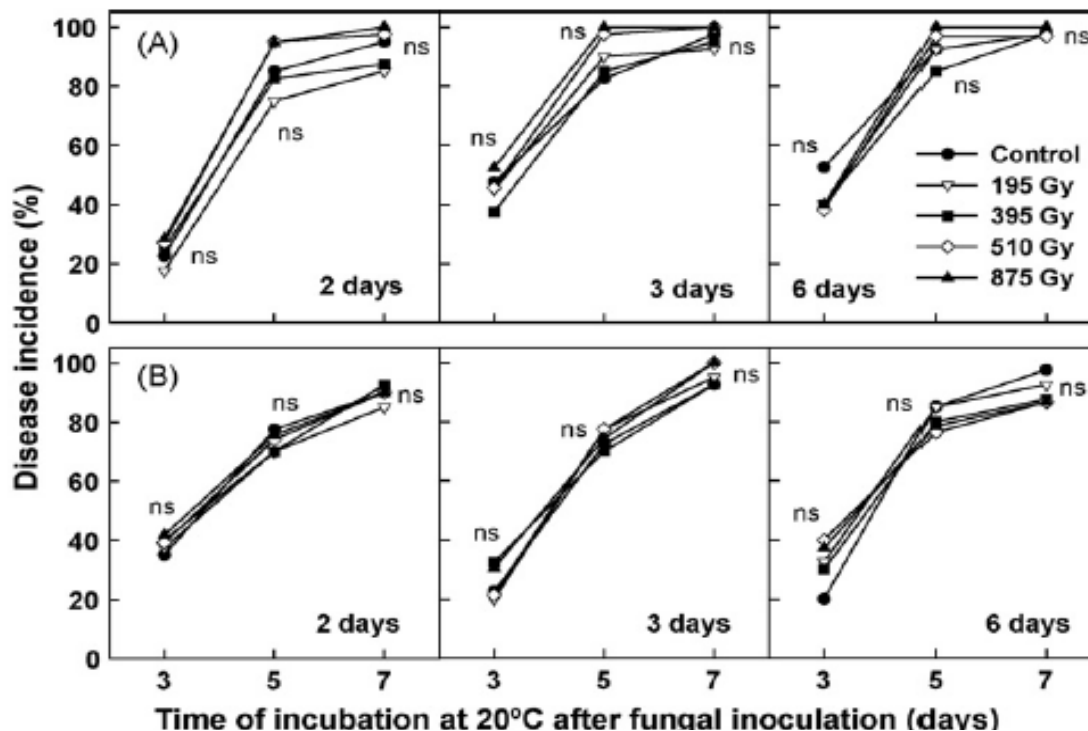 (A)
100
80
60
40
20
0
ns
ns
ns
2 days
ns
ns
ns
3 days
ns
ns
ns
6 days
Control
195 Gy
395 Gy
510 Gy
875 Gy
Disease incidence (%)
(B)
100
80
60
40
20
0
ns
ns
ns
2 days
ns
ns
ns
3 days
ns
ns
ns
6 days
Disease incidence (%)
3 5 7 3 5 7 3 5 7
Time of incubation at 20ºC after fungal inoculation (days)